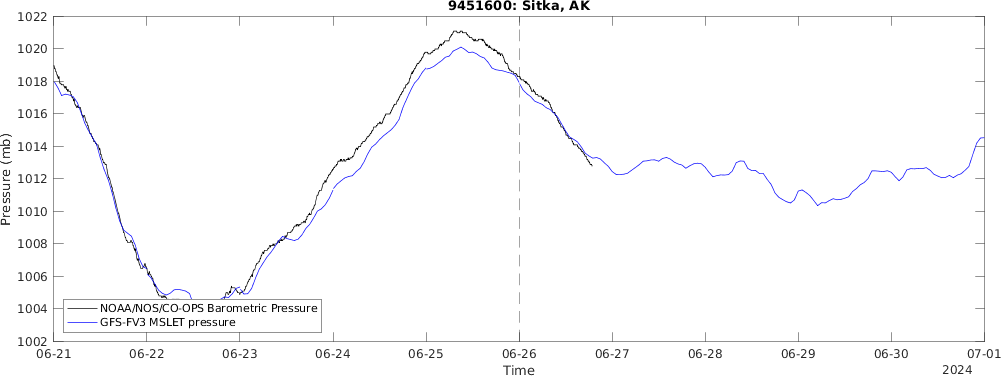 9451600: Sitka, AK
Pressure (mb)
1022
1020
1018
1016
1014
1012
1010
1008
1006
1004
1002
NOAA/NOS/CO-OPS Barometric Pressure
GFS-FV3 MSLET pressure
06-21 06-22 06-23 06-24 06-25 06-26 06-27 06-28 06-29 06-30 07-01
Time
2024